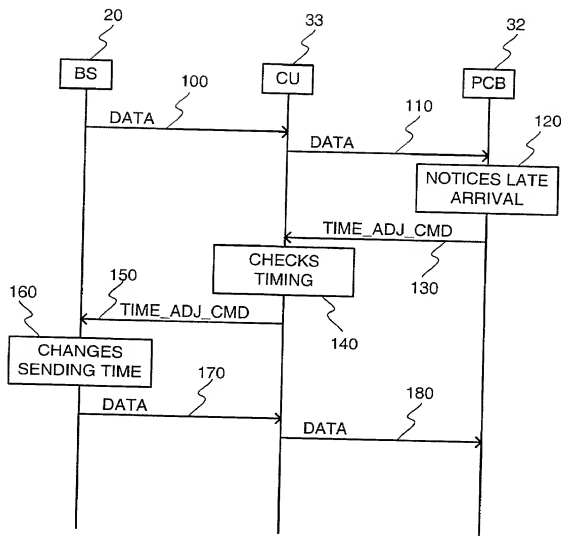 20
33
32
BS
CU
PCB
100
DATA
110
DATA
120
NOTICES LATE
ARRIVAL
TIME_ADJ_CMD
130
CHECKS
TIMING
140
150
TIME_ADJ_CMD
160
CHANGES
SENDING TIME
170
DATA
180
DATA